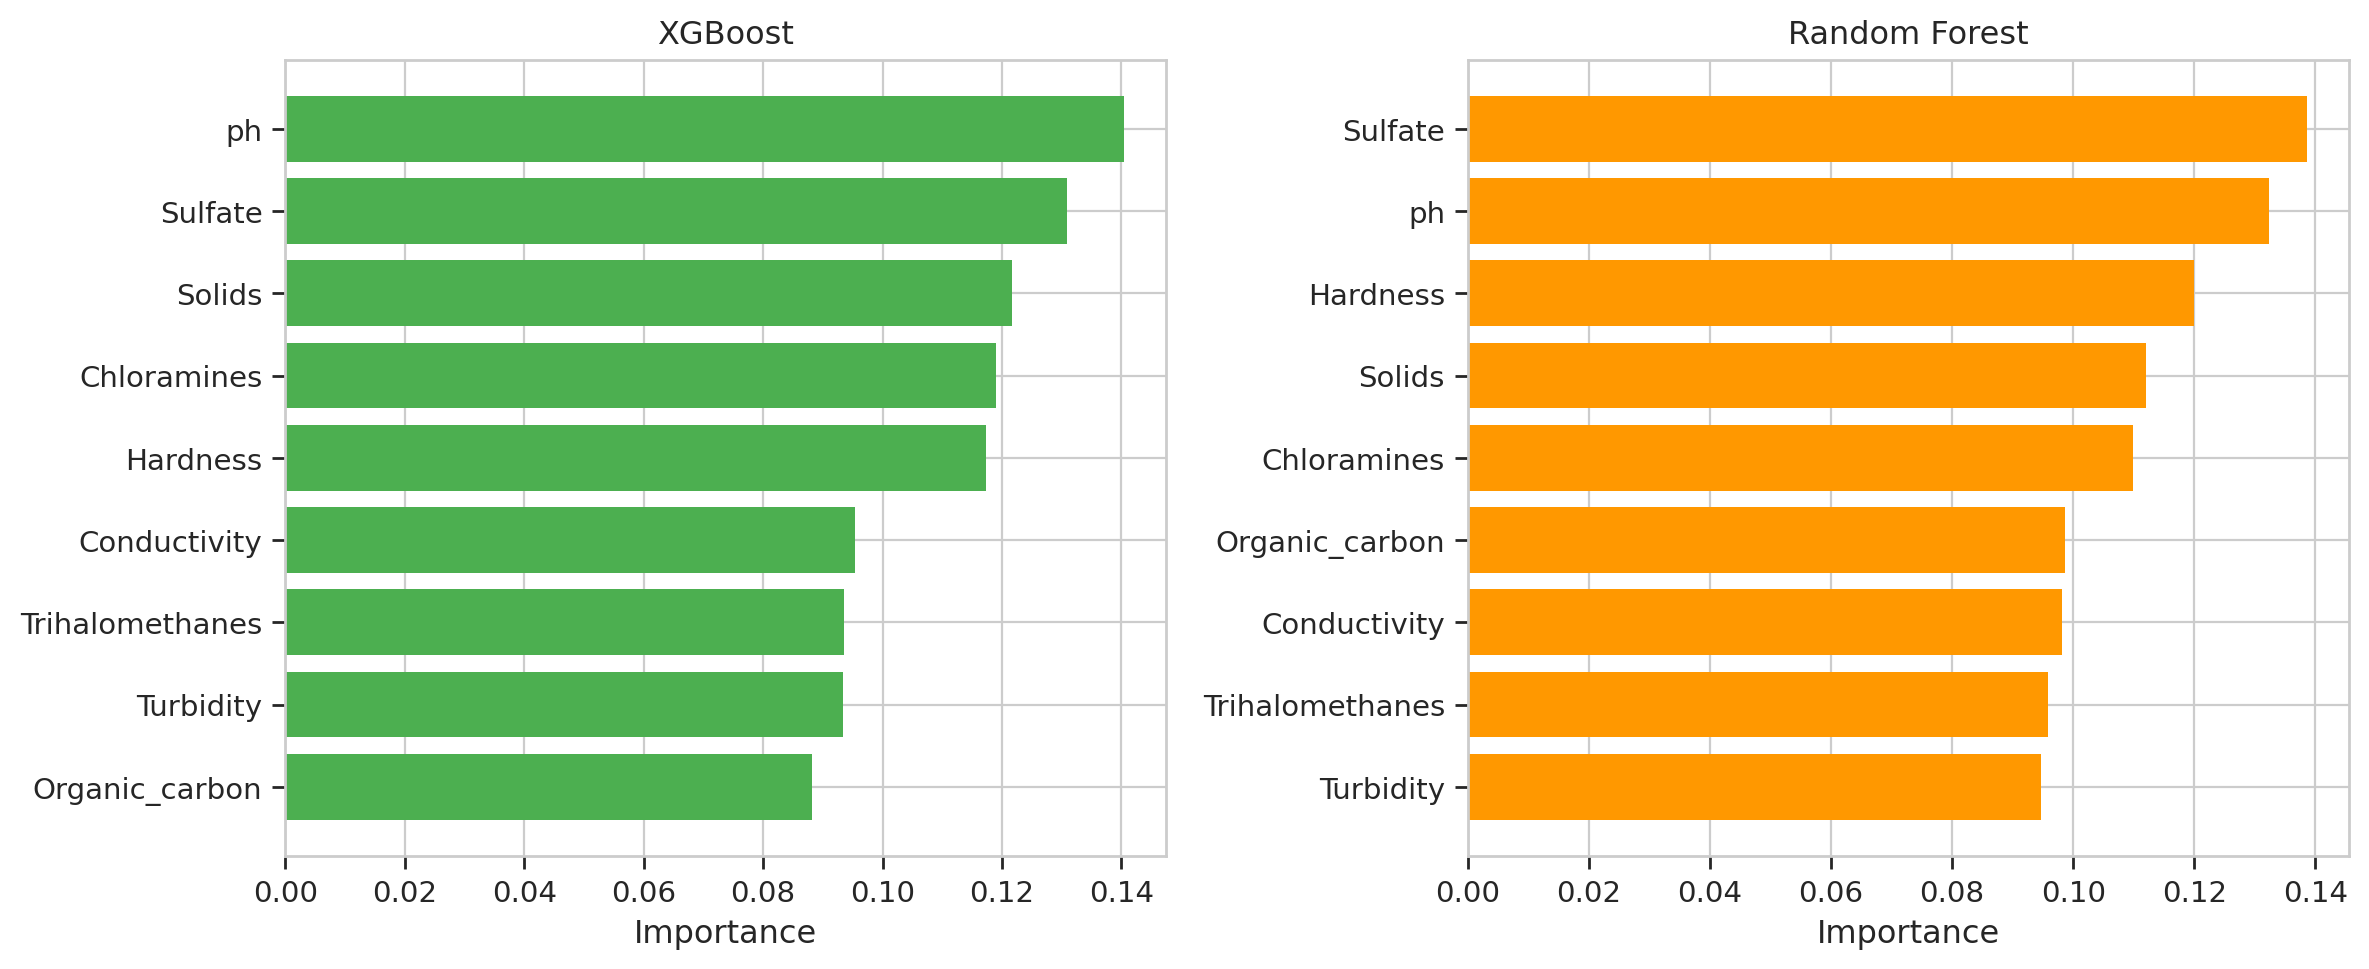 XGBoost
ph
Sulfate
Solids
Chloramines
Hardness
Conductivity
Trihalomethanes
Turbidity
Organic_carbon
0.00 0.02 0.04 0.06 0.08 0.10 0.12 0.14
Importance
Random Forest
Sulfate
ph
Hardness
Solids
Chloramines
Organic_carbon
Conductivity
Trihalomethanes
Turbidity
0.00 0.02 0.04 0.06 0.08 0.10 0.12 0.14
Importance